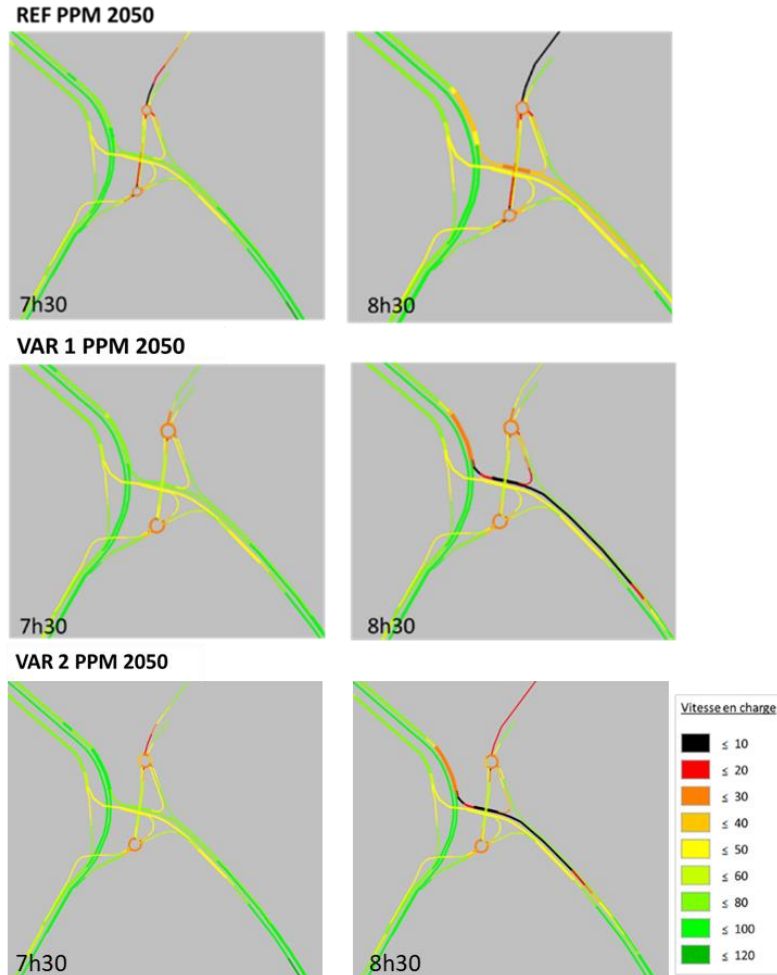 REF PPM 2050
7h30
8h30
VAR 1 PPM 2050
7h30
8h30
VAR 2 PPM 2050
7h30
8h30
Vitesse en charge
≤ 10
≤ 20
≤ 30
≤ 40
≤ 50
≤ 60
≤ 80
≤ 100
≤ 120